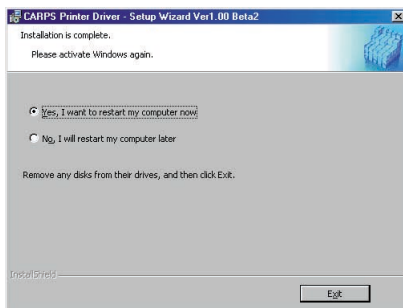 CARPS Printer Driver - Setup Wizard Ver1.00 Beta2
Installation is complete.
Please activate Windows again.
Yes, I want to restart my computer now
No, I will restart my computer later
Remove any disks from their drives, and then click Exit.
InstallShield
Exit